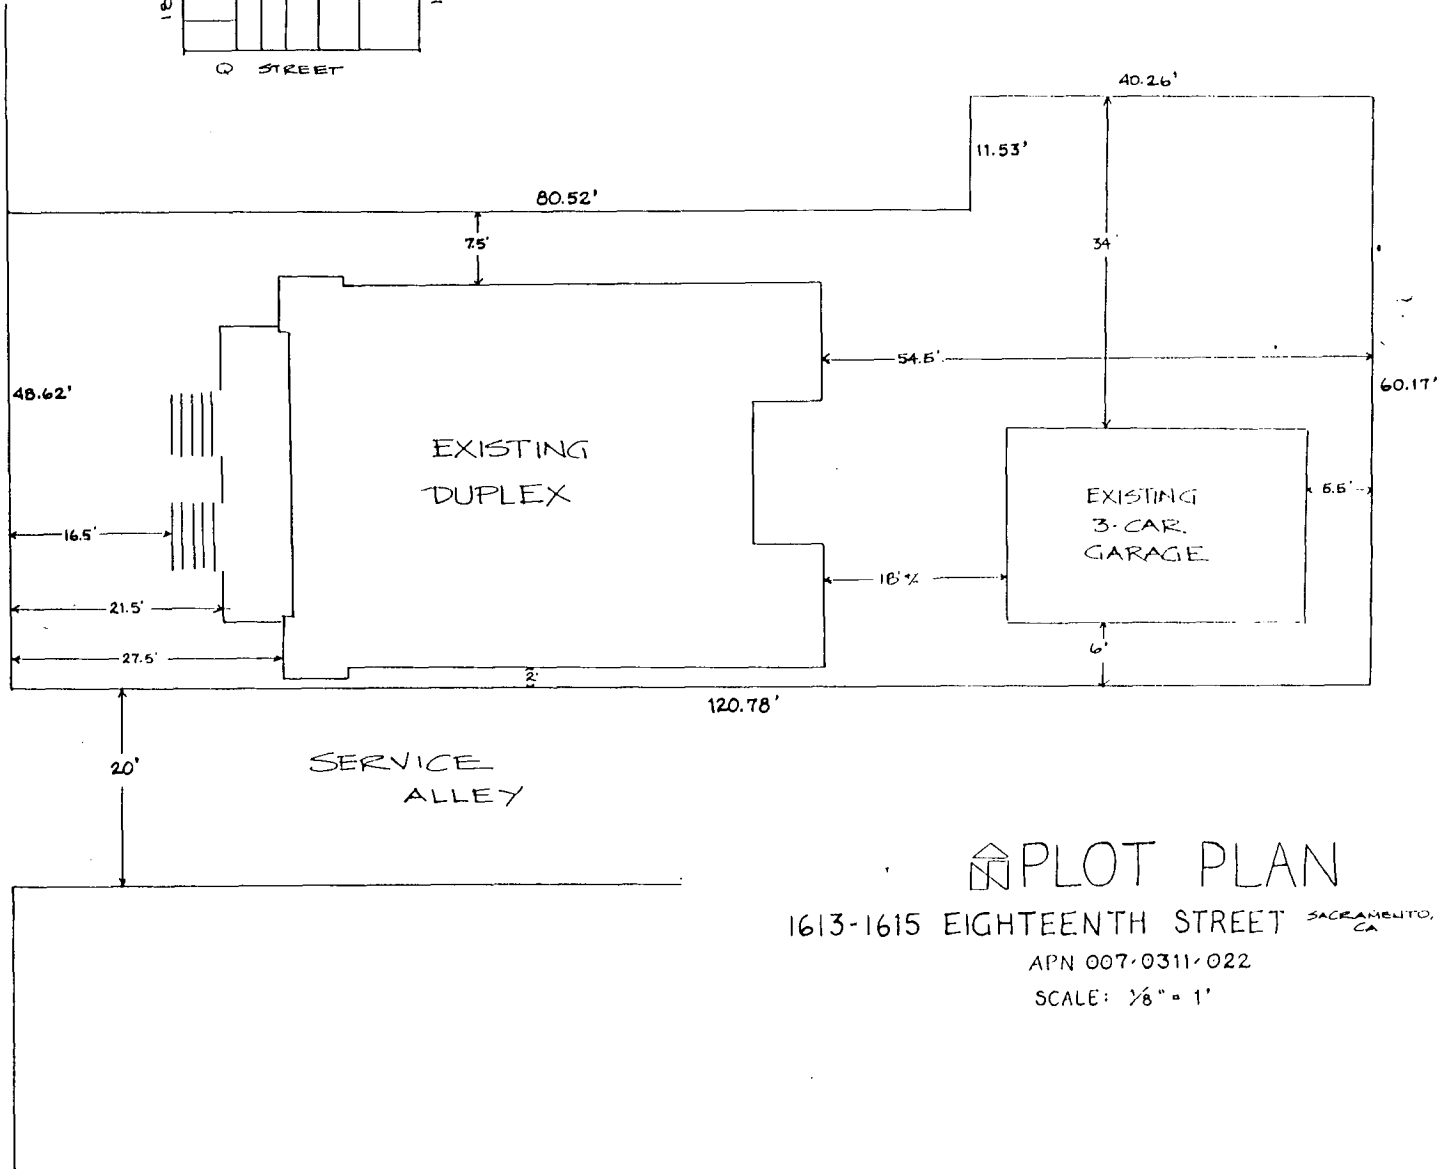 18
Q STREET
40.26'
11.53'
80.52'
7.5'
34'
54.5'
48.62'
60.17'
EXISTING
DUPLEX
EXISTING
3-CAR.
GARAGE
5.5'
16.5'
18'
21.5'
6'
27.5'
2'
120.78'
20'
SERVICE
ALLEY
N PLOT PLAN
1613-1615 EIGHTEENTH STREET SACRAMENTO,
CA
APN 007-0311-022
SCALE: 1/8" = 1'